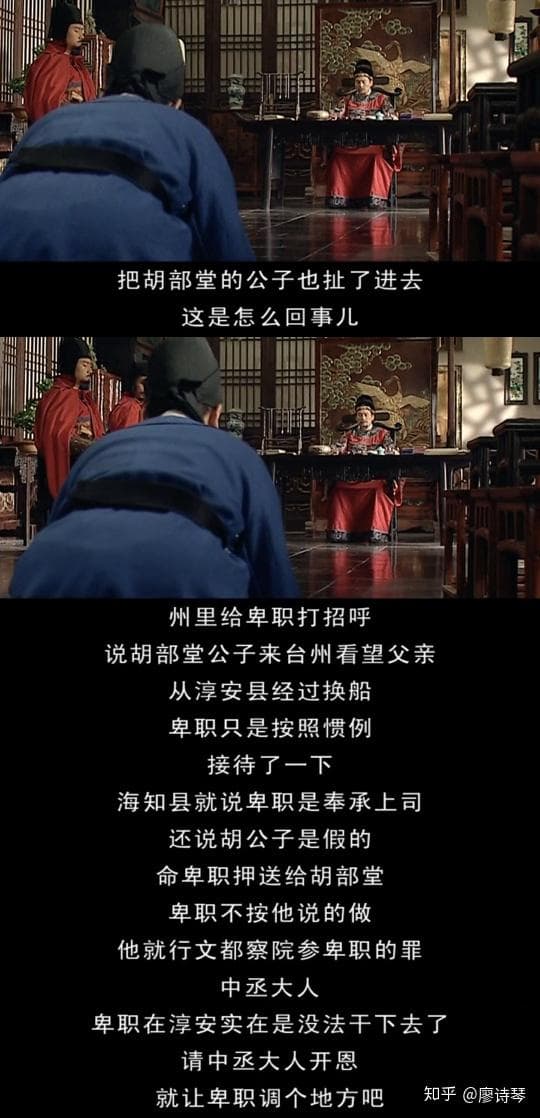 把胡部堂的公子也扯了进去
这是怎么回事儿
州里给卑职打招呼
说胡部堂公子来台州看望父亲
从淳安县经过换船
卑职只是按照惯例
接待了一下
海知县就说卑职是奉承上司
还说胡公子是假的
命卑职押送给胡部堂
卑职不按他说的做
他就行文都察院参卑职的罪
中丞大人
卑职在淳安实在是没法干下去了
请中丞大人开恩
就让卑职调个地方吧
知乎 @廖诗琴